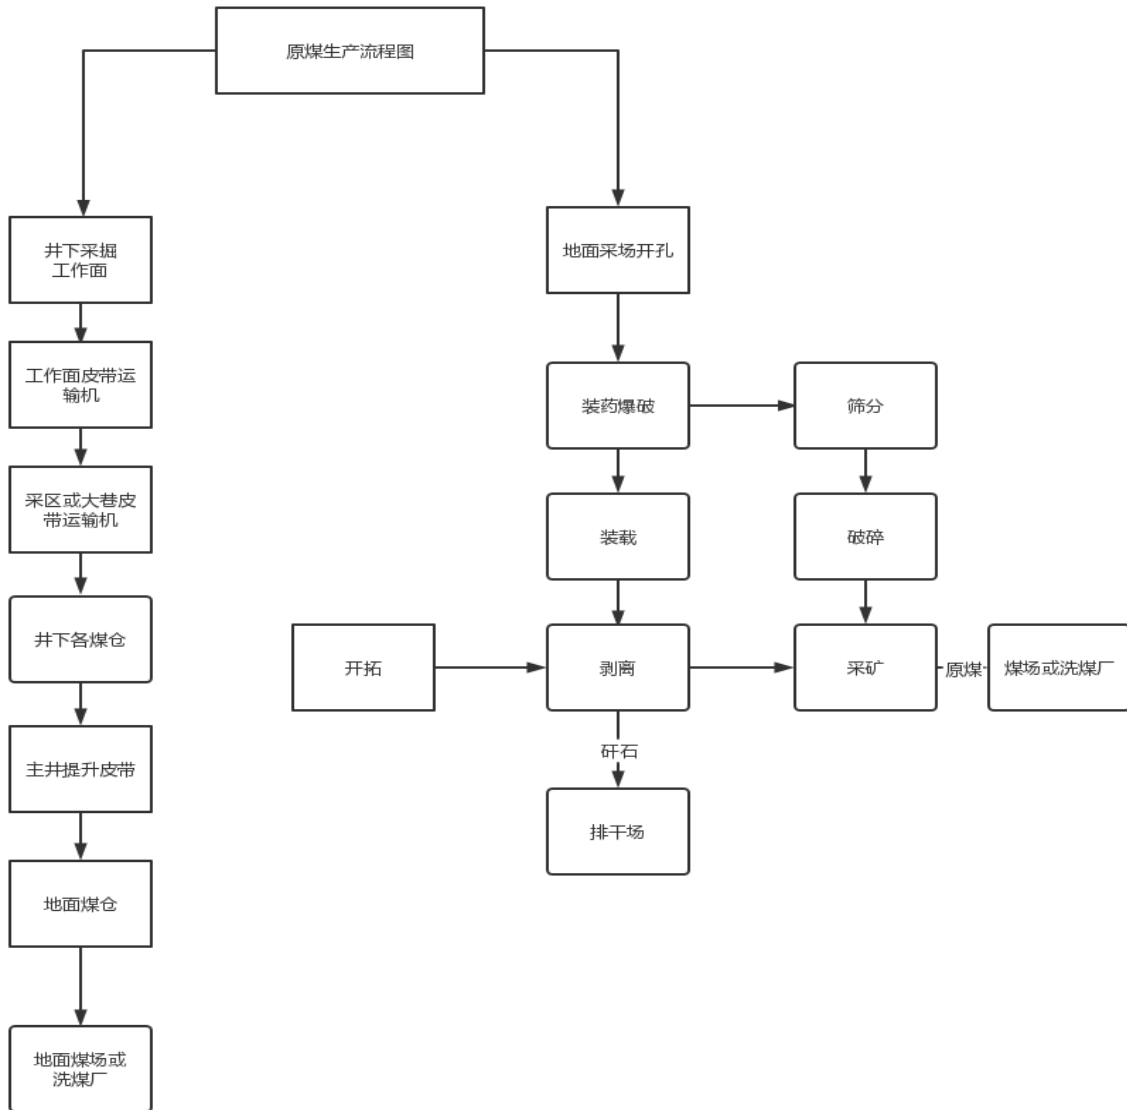 原煤生产流程图
井下采掘
工作面
工作面皮带运
输机
采区或大巷皮
带运输机
井下各煤仓
主井提升皮带
地面煤仓
地面煤场或
洗煤厂
地面采场开孔
装药爆破
筛分
装载
破碎
开拓
剥离
采矿
原煤
煤场或洗煤厂
矸石
排干场